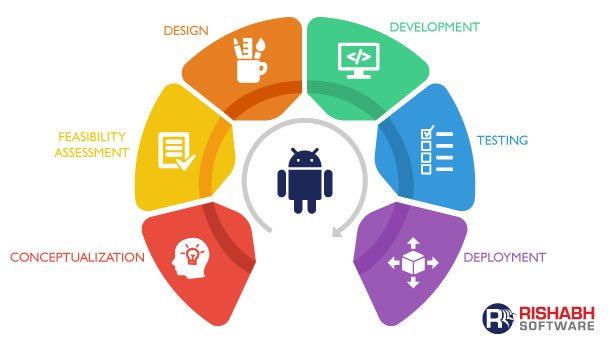 DESIGN
DEVELOPMENT
</>
FEASIBILITY
ASSESSMENT
TESTING
CONCEPTUALIZATION
DEPLOYMENT
R
RISHABH
SOFTWARE